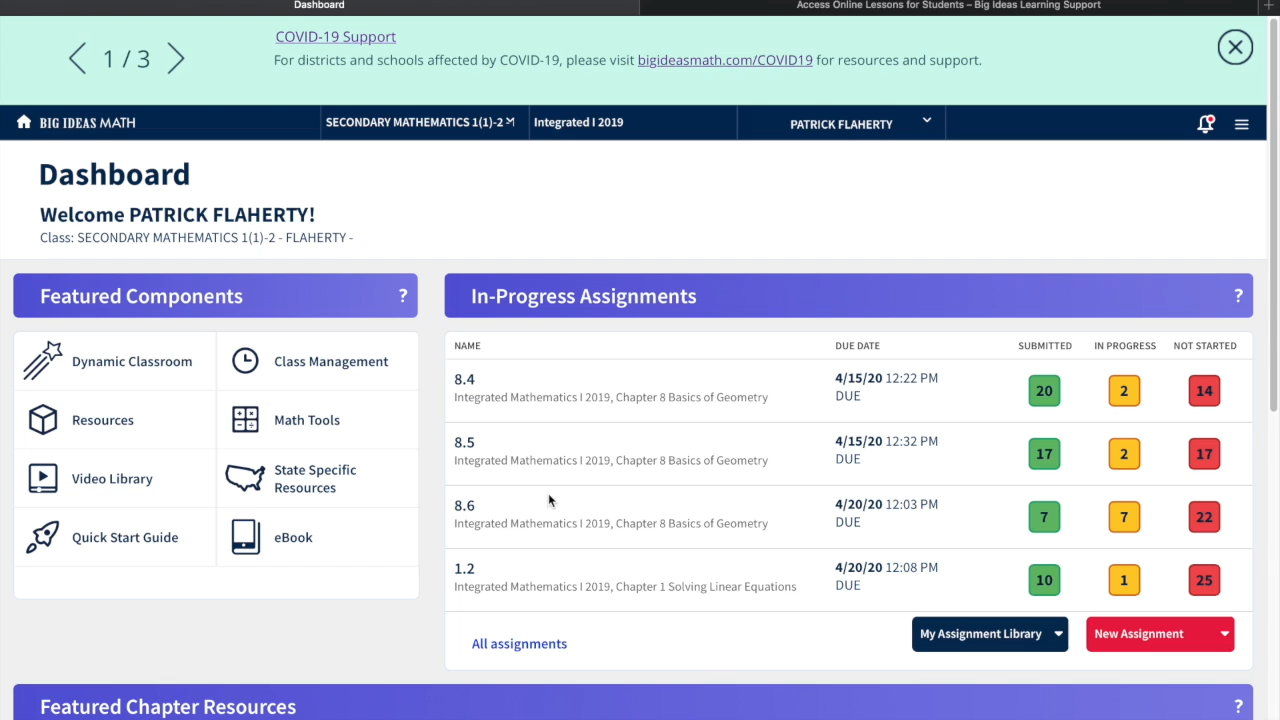 Dashboard
Access Online Lessons for Students – Big Ideas Learning Support
1 / 3
COVID-19 Support
For districts and schools affected by COVID-19, please visit bigideasmath.com/COVID19 for resources and support.
BIG IDEAS MATH
SECONDARY MATHEMATICS 1(1)-2
Integrated I 2019
PATRICK FLAHERTY
Dashboard
Welcome PATRICK FLAHERTY!
Class: SECONDARY MATHEMATICS 1(1)-2 - FLAHERTY -
Featured Components ?
Dynamic Classroom
Class Management
Resources
Math Tools
Video Library
State Specific
Resources
Quick Start Guide
eBook
In-Progress Assignments ?
NAME DUE DATE SUBMITTED IN PROGRESS NOT STARTED
8.4
Integrated Mathematics I 2019, Chapter 8 Basics of Geometry
4/15/20 12:22 PM
DUE
20 2 14
8.5
Integrated Mathematics I 2019, Chapter 8 Basics of Geometry
4/15/20 12:32 PM
DUE
17 2 17
8.6
Integrated Mathematics I 2019, Chapter 8 Basics of Geometry
4/20/20 12:03 PM
DUE
7 7 22
1.2
Integrated Mathematics I 2019, Chapter 1 Solving Linear Equations
4/20/20 12:08 PM
DUE
10 1 25
All assignments
My Assignment Library
New Assignment
Featured Chapter Resources ?